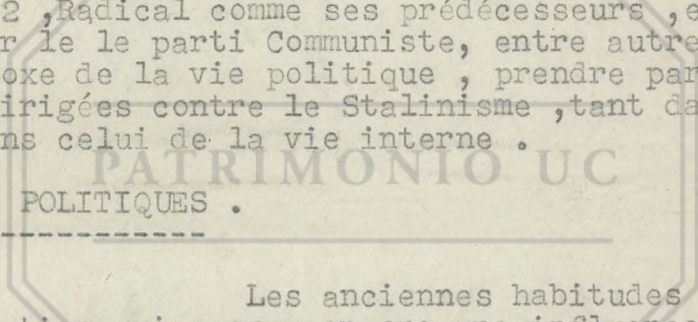 2 ,Radical comme ses prédécesseurs ,e
r le le parti Communiste, entre autre
oxe de la vie politique , prendre par
irigées contre le Stalinisme ,tant da
ns celui de la vie interne .
PATRIMONIO UC
POLITIQUES .
------------
Les anciennes habitudes